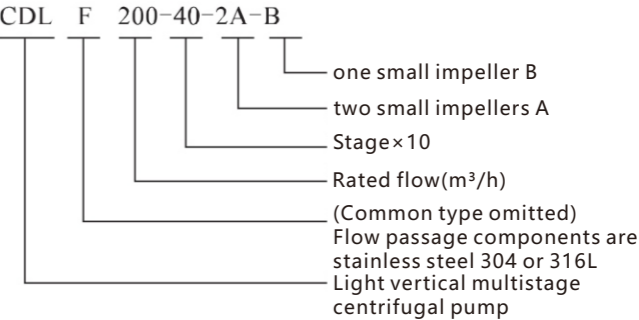 CDL F 200-40-2A-B
one small impeller B
two small impellers A
Stage×10
Rated flow(m³/h)
(Common type omitted)
Flow passage components are
stainless steel 304 or 316L
Light vertical multistage
centrifugal pump